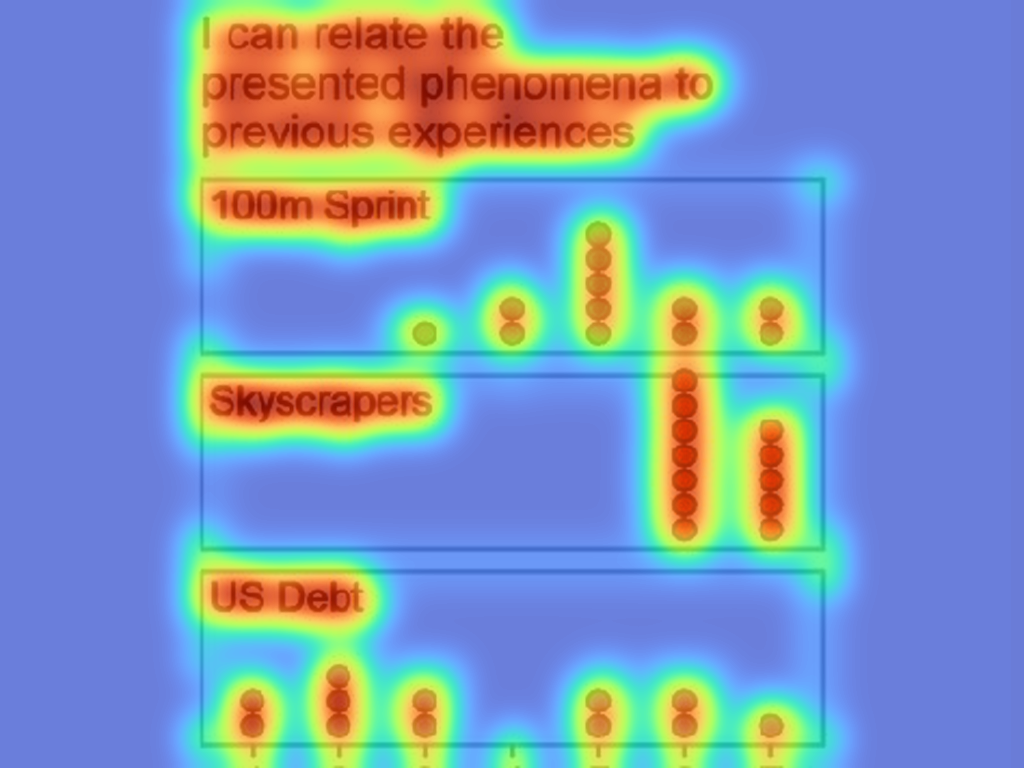 I can relate the
presented phenomena to
previous experiences
100m Sprint
Skyscrapers
US Debt